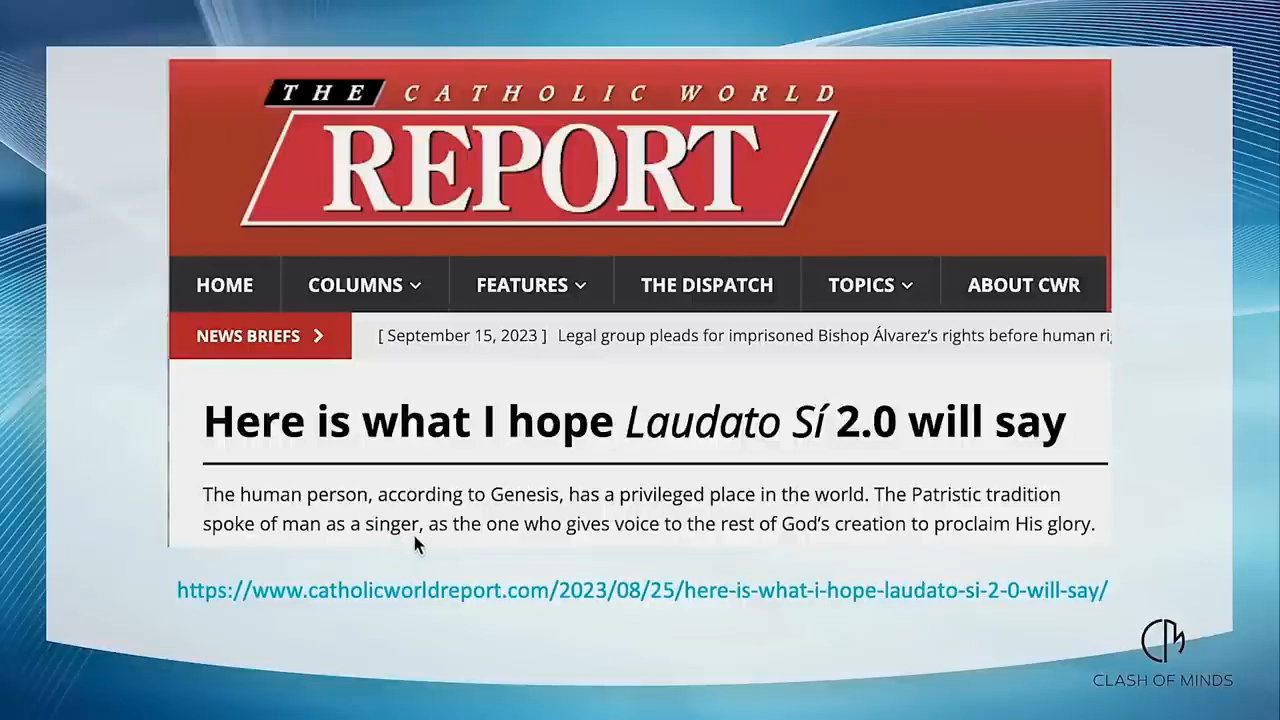 THE CATHOLIC WORLD
REPORT
HOME COLUMNS FEATURES THE DISPATCH TOPICS ABOUT CWR
NEWS BRIEFS [ September 15, 2023 ] Legal group pleads for imprisoned Bishop Álvarez’s rights before human ri
Here is what I hope Laudato Sí 2.0 will say
The human person, according to Genesis, has a privileged place in the world. The Patristic tradition
spoke of man as a singer, as the one who gives voice to the rest of God’s creation to proclaim His glory.
https://www.catholicworldreport.com/2023/08/25/here-is-what-i-hope-laudato-si-2-0-will-say/
CLASH OF MINDS